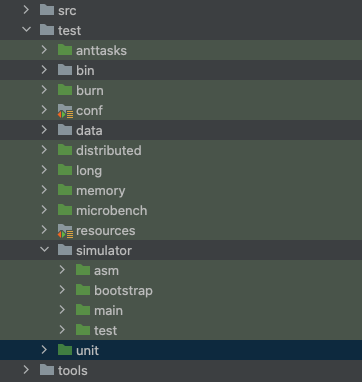 src
test
anttasks
bin
burn
conf
data
distributed
long
memory
microbench
resources
simulator
asm
bootstrap
main
test
unit
tools